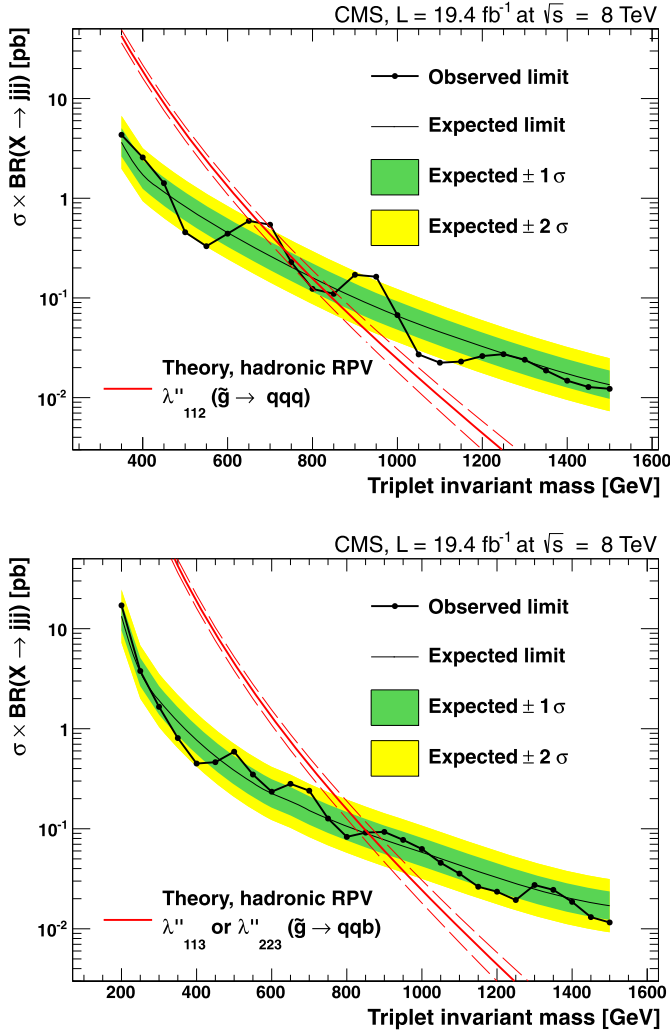 CMS, L = 19.4 fb⁻¹ at √s = 8 TeV
σ × BR(X → jjj) [pb]
10
1
10⁻¹
10⁻²
Observed limit
Expected limit
Expected ± 1 σ
Expected ± 2 σ
Theory, hadronic RPV
λ''₁₁₂ (g̃ → qqq)
400 600 800 1000 1200 1400 1600
Triplet invariant mass [GeV]
CMS, L = 19.4 fb⁻¹ at √s = 8 TeV
σ × BR(X → jjj) [pb]
10
1
10⁻¹
10⁻²
Observed limit
Expected limit
Expected ± 1 σ
Expected ± 2 σ
Theory, hadronic RPV
λ''₁₁₃ or λ''₂₂₃ (g̃ → qqb)
200 400 600 800 1000 1200 1400 1600
Triplet invariant mass [GeV]